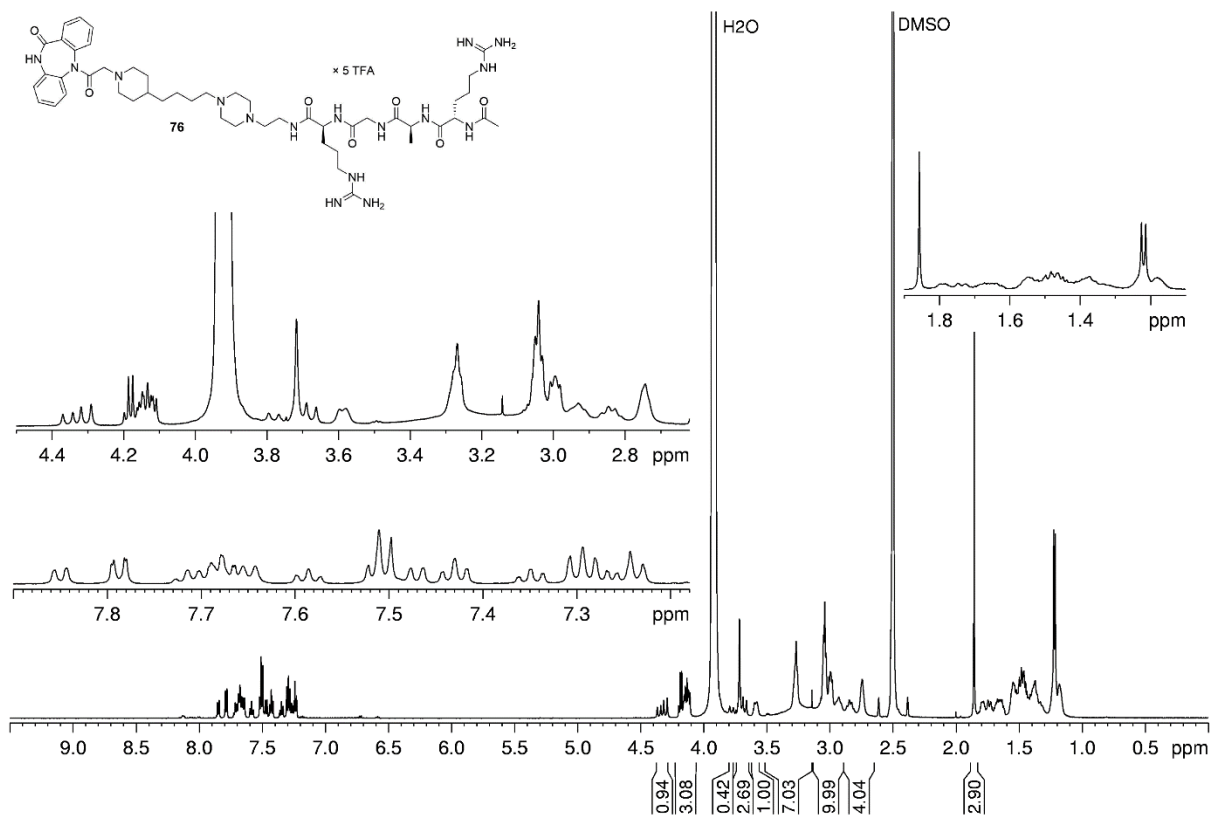 H2O
DMSO
O
NH
N
O
N
N
N
H
N
O
H
N
O
N
H
O
H
N
O
N
H
O
NH
HN
NH2
NH
HN
NH2
O
× 5 TFA
76
1.8 1.6 1.4 ppm
4.4 4.2 4.0 3.8 3.6 3.4 3.2 3.0 2.8 ppm
7.8 7.7 7.6 7.5 7.4 7.3 ppm
9.0 8.5 8.0 7.5 7.0 6.5 6.0 5.5 5.0 4.5 4.0 3.5 3.0 2.5 2.0 1.5 1.0 0.5 ppm
0.94
3.08
0.42
2.69
1.00
7.03
9.99
4.04
2.90